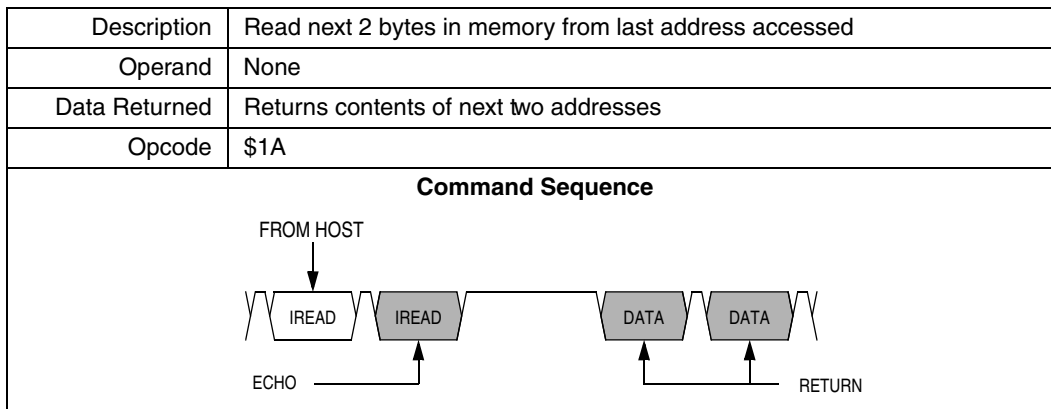 Description Read next 2 bytes in memory from last address accessed
Operand None
Data Returned Returns contents of next two addresses
Opcode $1A
Command Sequence
FROM HOST
IREAD IREAD DATA DATA
ECHO RETURN